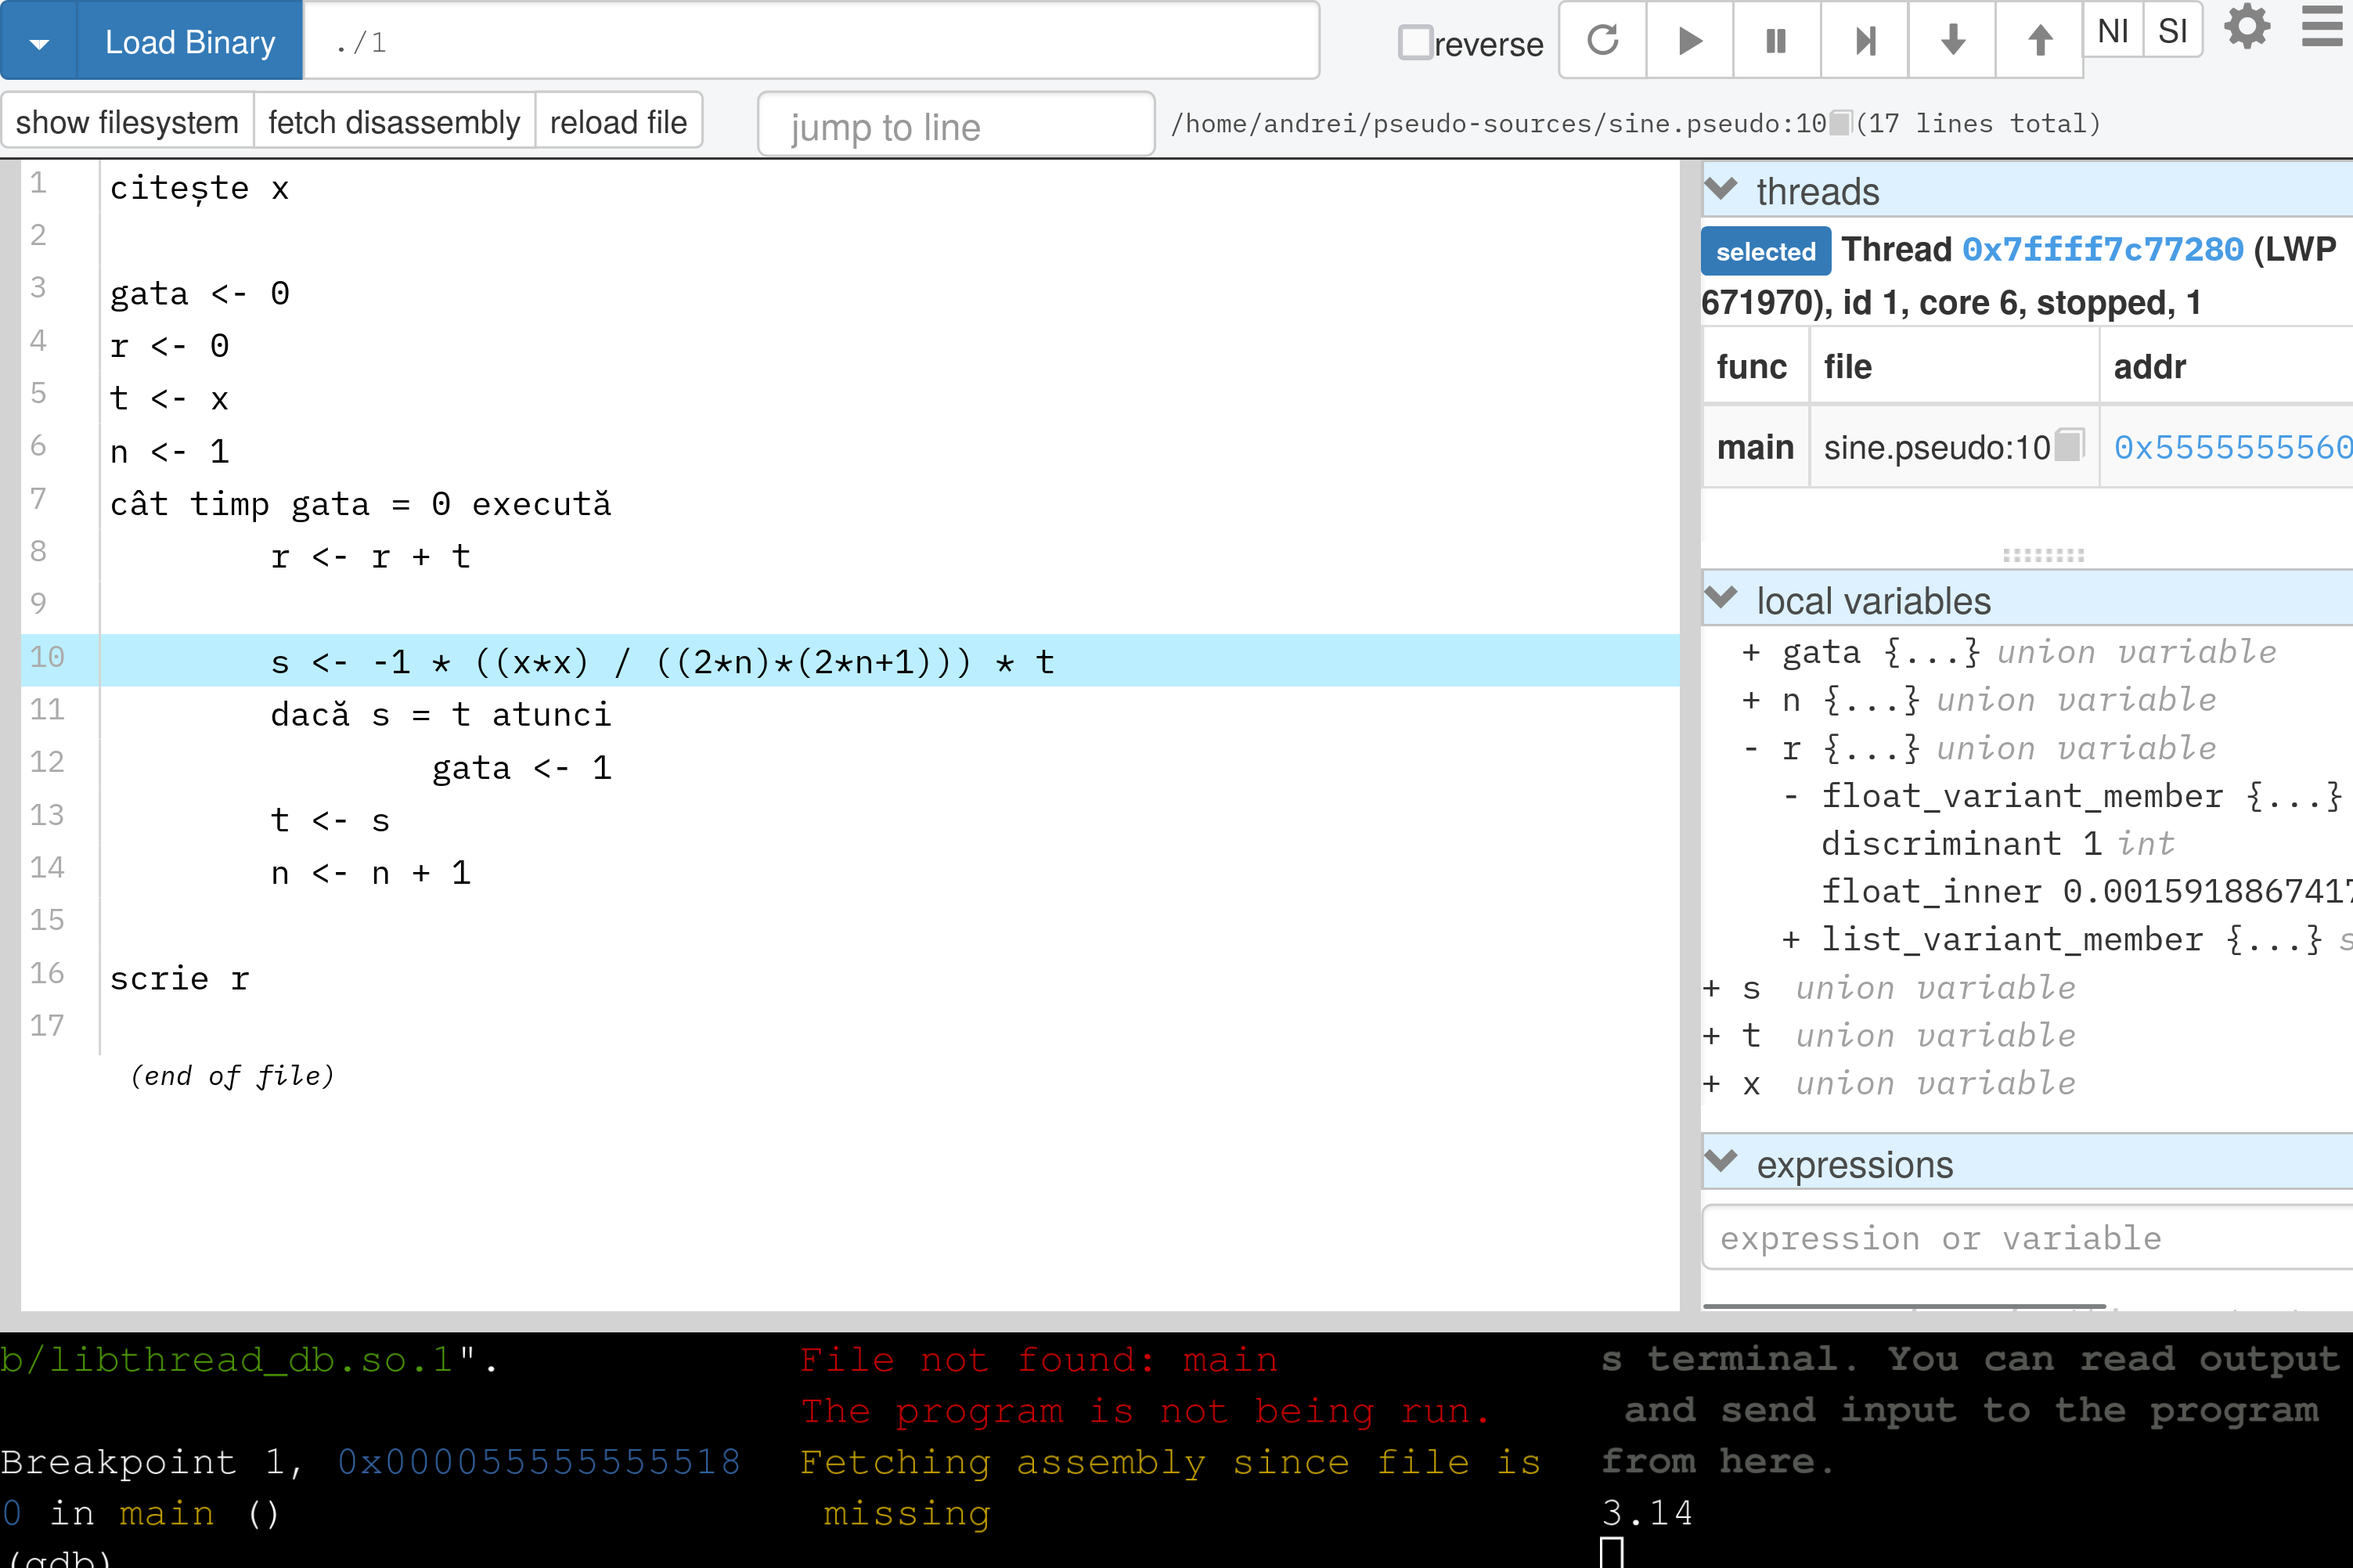 Load Binary ./1 reverse NI SI
show filesystem fetch disassembly reload file jump to line /home/andrei/pseudo-sources/sine.pseudo:10 (17 lines total)
1 citește x
2
3 gata <- 0
4 r <- 0
5 t <- x
6 n <- 1
7 cât timp gata = 0 execută
8 r <- r + t
9
10 s <- -1 * ((x*x) / ((2*n)*(2*n+1))) * t
11 dacă s = t atunci
12 gata <- 1
13 t <- s
14 n <- n + 1
15
16 scrie r
17
(end of file)
threads
selected Thread 0x7ffff7c77280 (LWP
671970), id 1, core 6, stopped, 1
func file addr
main sine.pseudo:10 0x5555555560
local variables
+ gata {...} union variable
+ n {...} union variable
- r {...} union variable
- float_variant_member {...}
discriminant 1 int
float_inner 0.0015918867417
+ list_variant_member {...} s
+ s union variable
+ t union variable
+ x union variable
expressions
expression or variable
b/libthread_db.so.1".
Breakpoint 1, 0x000055555555518
0 in main ()
(gdb)
File not found: main
The program is not being run.
Fetching assembly since file is
missing
s terminal. You can read output
and send input to the program
from here.
3.14